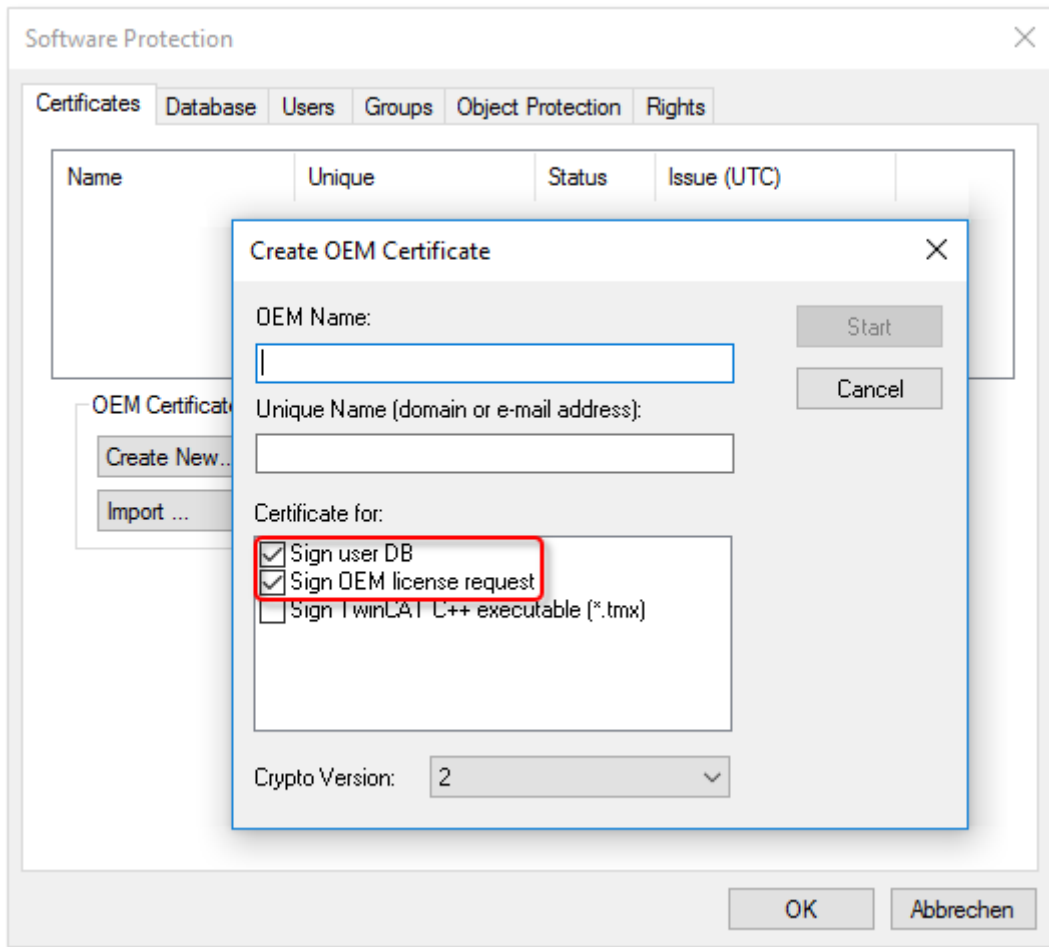 Software Protection
Certificates Database Users Groups Object Protection Rights
Name Unique Status Issue (UTC)
Create OEM Certificate
OEM Name:
Start
Cancel
OEM Certificat
Unique Name (domain or e-mail address):
Create New..
Import ...
Certificate for:
Sign user DB
Sign OEM license request
Sign TwinCAT C++ executable (*.tmx)
Crypto Version: 2
OK Abbrechen